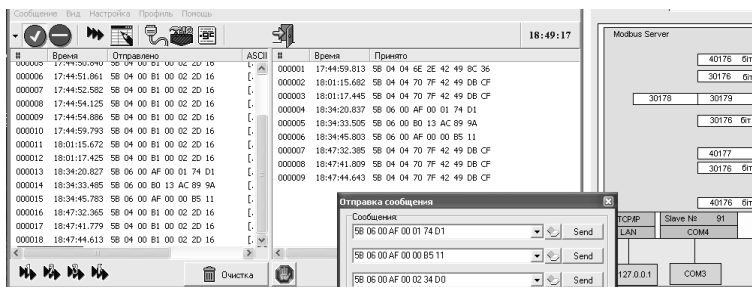 Сообщение Вид Настройка Профиль Помощь
18:49:17
# Время Отправлено ASCII
000005 17:44:50.840 5B 04 00 B1 00 02 2D 16 [.
000006 17:44:51.861 5B 04 00 B1 00 02 2D 16 [.
000007 17:44:52.582 5B 04 00 B1 00 02 2D 16 [.
000008 17:44:54.125 5B 04 00 B1 00 02 2D 16 [.
000009 17:44:54.886 5B 04 00 B1 00 02 2D 16 [.
000010 17:44:59.793 5B 04 00 B1 00 02 2D 16 [.
000011 18:01:15.672 5B 04 00 B1 00 02 2D 16 [.
000012 18:01:17.425 5B 04 00 B1 00 02 2D 16 [.
000013 18:34:20.827 5B 06 00 AF 00 01 74 D1 [.
000014 18:34:33.485 5B 06 00 B0 13 AC 89 9A [.
000015 18:34:45.783 5B 06 00 AF 00 00 B5 11 [.
000016 18:47:32.365 5B 04 00 B1 00 02 2D 16 [.
000017 18:47:41.779 5B 04 00 B1 00 02 2D 16 [.
000018 18:47:44.613 5B 04 00 B1 00 02 2D 16 [.
Очистка
# Время Принято
000001 17:44:59.813 5B 04 04 6E 2E 42 49 8C 36
000002 18:01:15.682 5B 04 04 70 7F 42 49 DB CF
000003 18:01:17.445 5B 04 04 70 7F 42 49 DB CF
000004 18:34:20.837 5B 06 00 AF 00 01 74 D1
000005 18:34:33.505 5B 06 00 B0 13 AC 89 9A
000006 18:34:45.803 5B 06 00 AF 00 00 B5 11
000007 18:47:32.385 5B 04 04 70 7F 42 49 DB CF
000008 18:47:41.809 5B 04 04 70 7F 42 49 DB CF
000009 18:47:44.643 5B 04 04 70 7F 42 49 DB CF
Отправка сообщения
Сообщения:
5B 06 00 AF 00 01 74 D1 Send
5B 06 00 AF 00 00 B5 11 Send
5B 06 00 AF 00 02 34 D0 Send
Modbus Server
40176 біт
30176 біт
30178 30179
30176 біт
40177
30176 біт
40176 біт
TCP/IP Slave № 91
LAN COM4
127.0.0.1 COM3